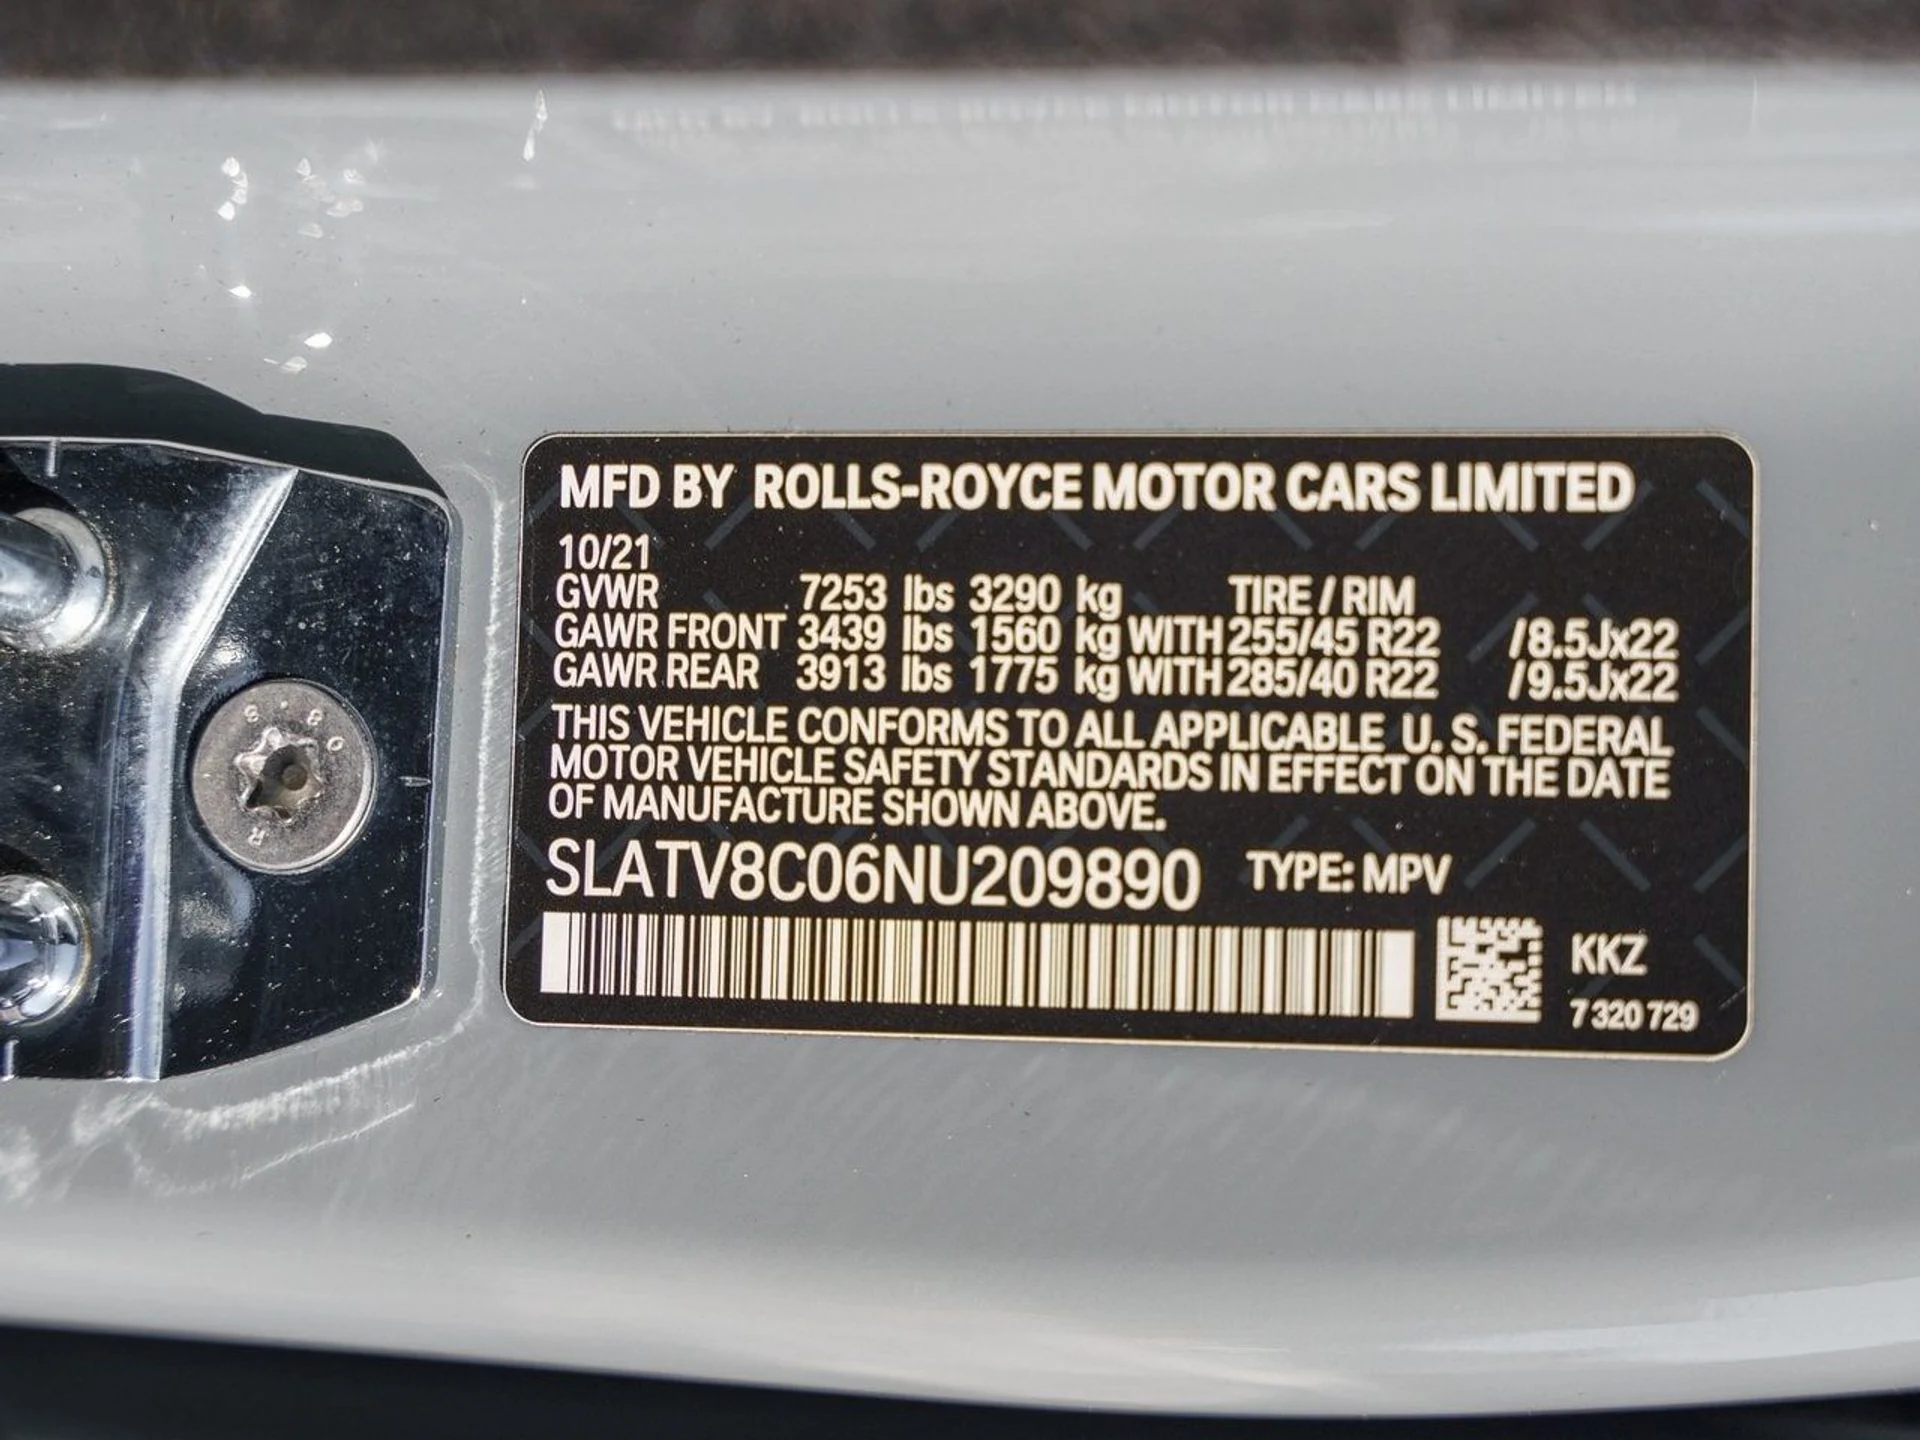 MFD BY ROLLS-ROYCE MOTOR CARS LIMITED
10/21
GVWR 7253 lbs 3290 kg TIRE / RIM
GAWR FRONT 3439 lbs 1560 kg WITH 255/45 R22 /8.5Jx22
GAWR REAR 3913 lbs 1775 kg WITH 285/40 R22 /9.5Jx22
THIS VEHICLE CONFORMS TO ALL APPLICABLE U. S. FEDERAL
MOTOR VEHICLE SAFETY STANDARDS IN EFFECT ON THE DATE
OF MANUFACTURE SHOWN ABOVE.
SLATV8C06NU209890 TYPE: MPV
KKZ
7 320 729
8.8